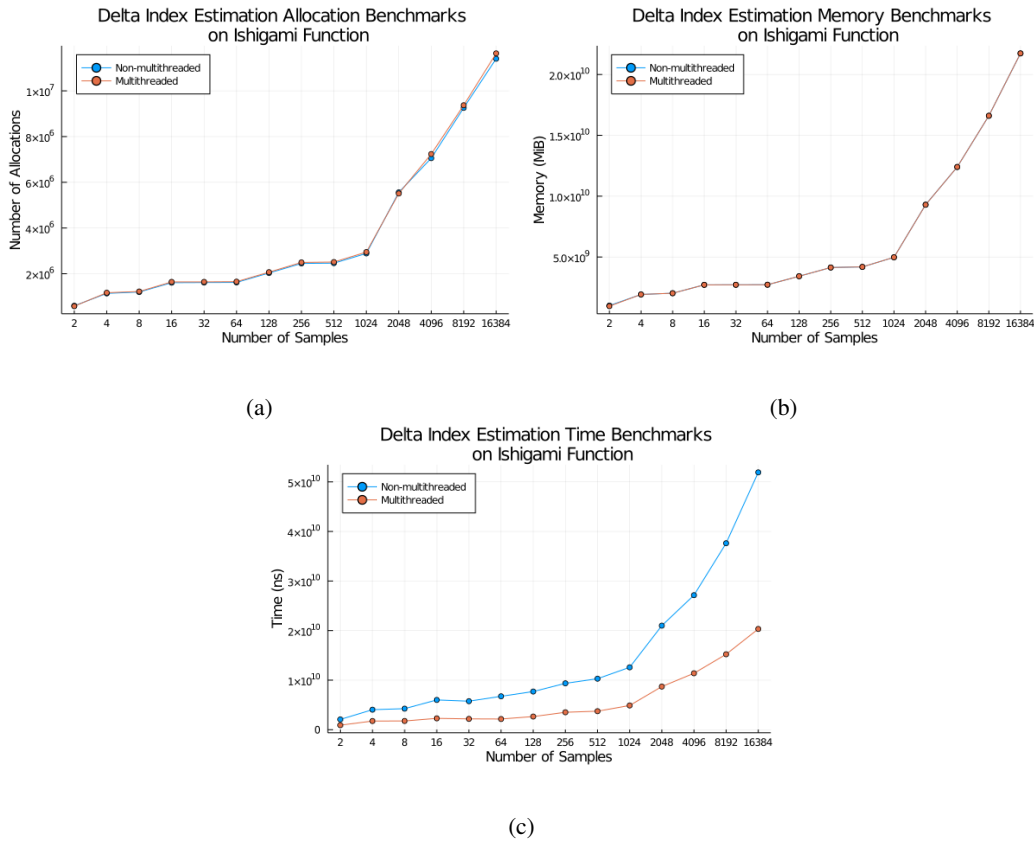 Delta Index Estimation Allocation Benchmarks
on Ishigami Function
Non-multithreaded
Multithreaded
Number of Allocations
1×10⁷
8×10⁶
6×10⁶
4×10⁶
2×10⁶
2 4 8 16 32 64 128 256 512 1024 2048 4096 8192 16384
Number of Samples
(a)
Delta Index Estimation Memory Benchmarks
on Ishigami Function
Non-multithreaded
Multithreaded
Memory (MiB)
2.0×10¹⁰
1.5×10¹⁰
1.0×10¹⁰
5.0×10⁹
2 4 8 16 32 64 128 256 512 1024 2048 4096 8192 16384
Number of Samples
(b)
Delta Index Estimation Time Benchmarks
on Ishigami Function
Non-multithreaded
Multithreaded
Time (ns)
5×10¹⁰
4×10¹⁰
3×10¹⁰
2×10¹⁰
1×10¹⁰
0
2 4 8 16 32 64 128 256 512 1024 2048 4096 8192 16384
Number of Samples
(c)